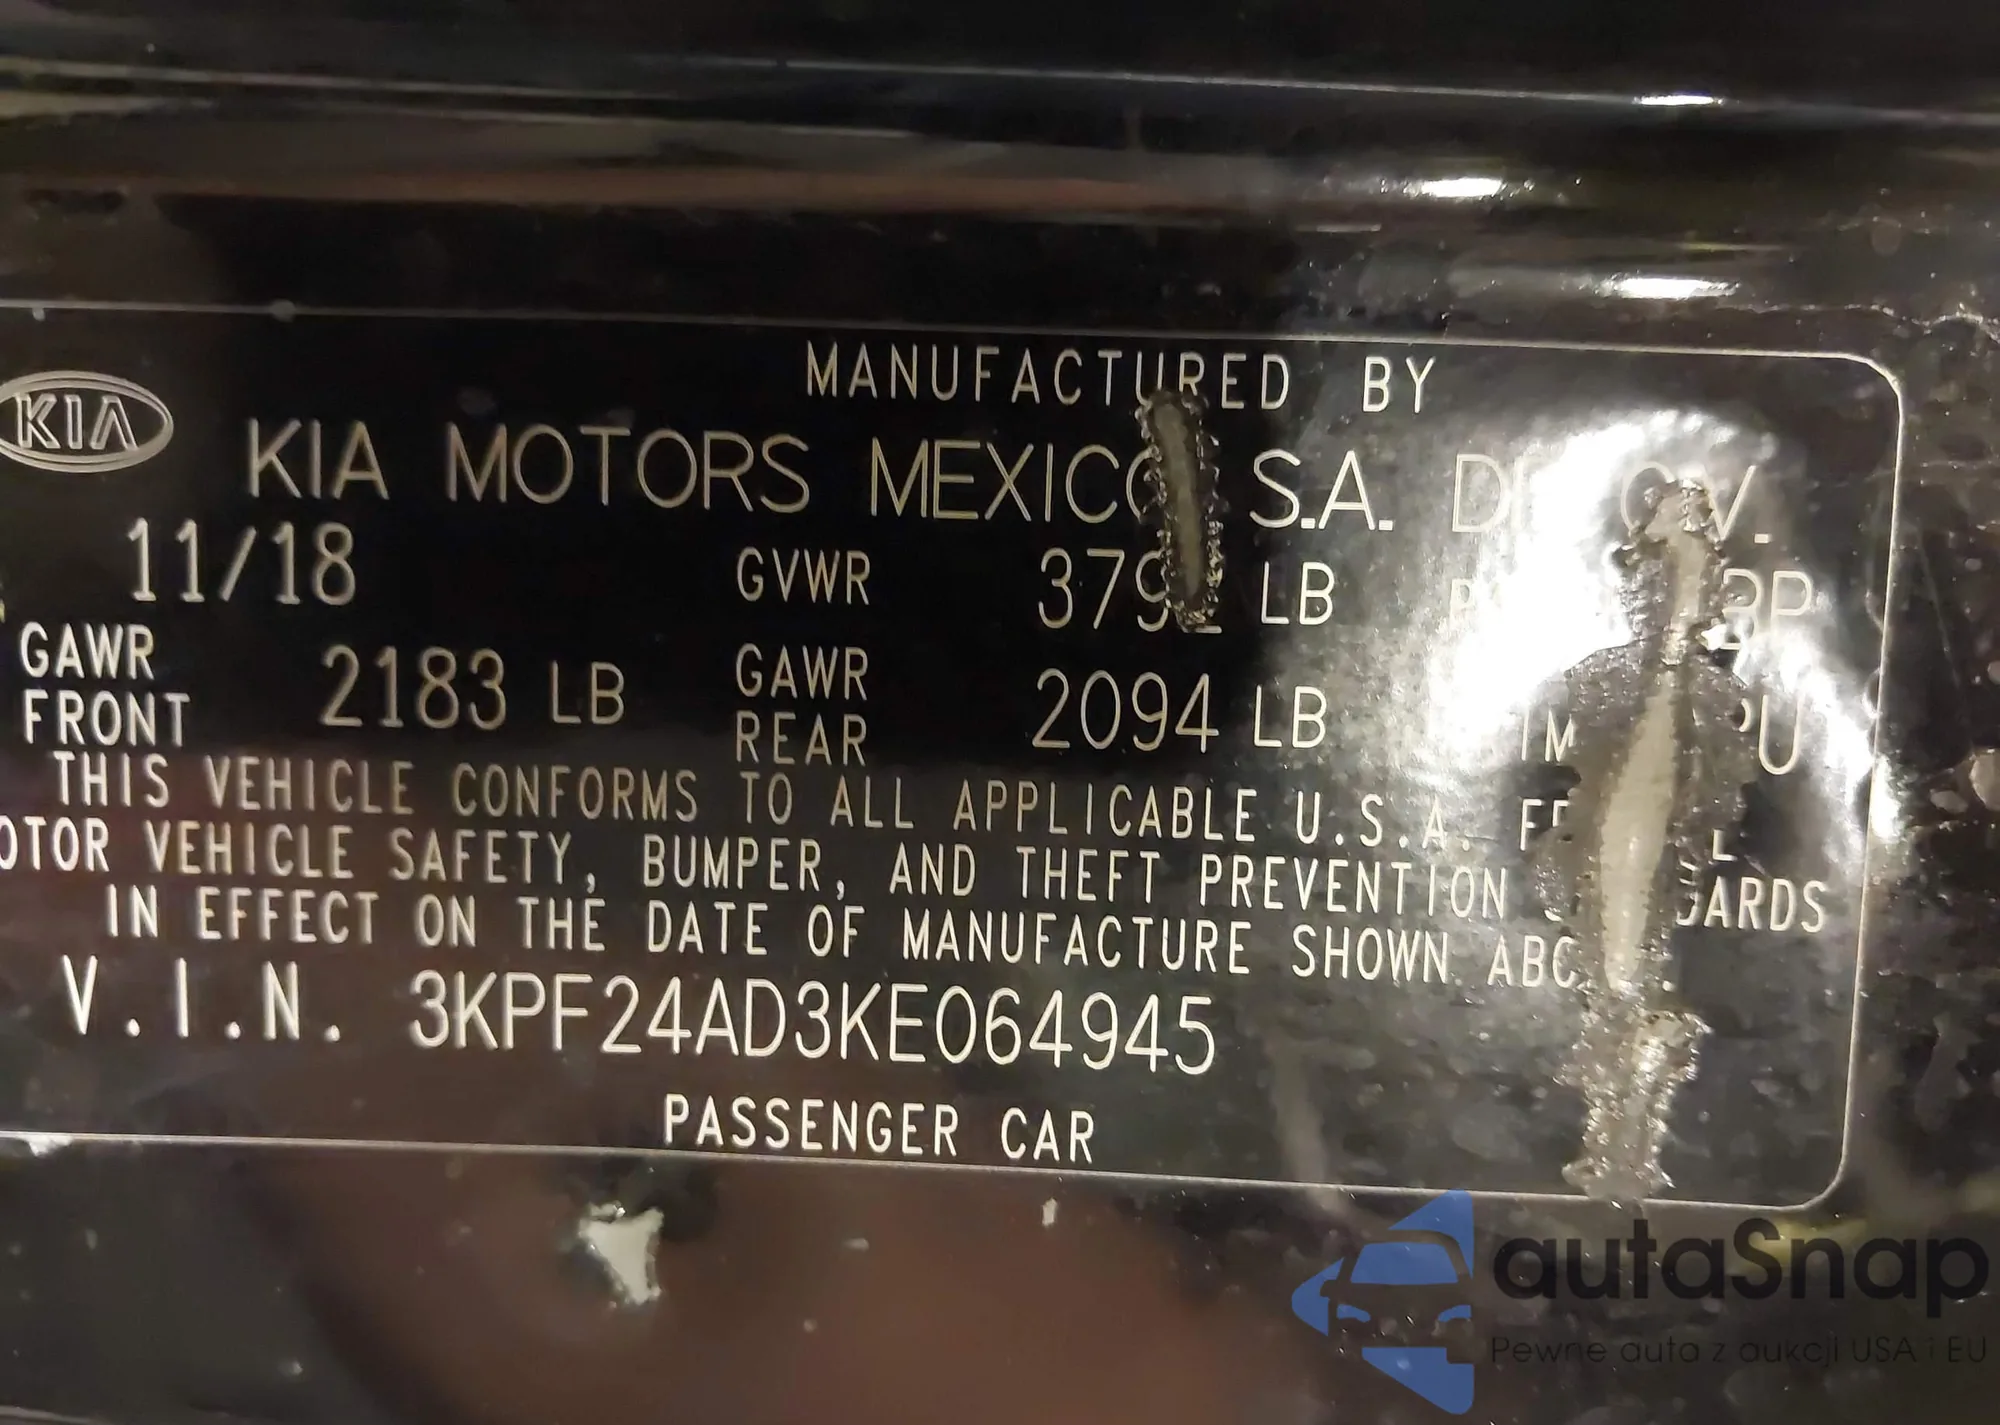 MANUFACTURED BY
KIA
KIA MOTORS MEXICO S.A. DE C.V.
11/18 GVWR LB
GAWR FRONT 2183 LB GAWR REAR 2094 LB
THIS VEHICLE CONFORMS TO ALL APPLICABLE U.S.A.
MOTOR VEHICLE SAFETY, BUMPER, AND THEFT PREVENTION
IN EFFECT ON THE DATE OF MANUFACTURE SHOWN
V.I.N. 3KPF24AD3KE064945
PASSENGER CAR
autaSnap
Pewne auta z aukcji USA i EU